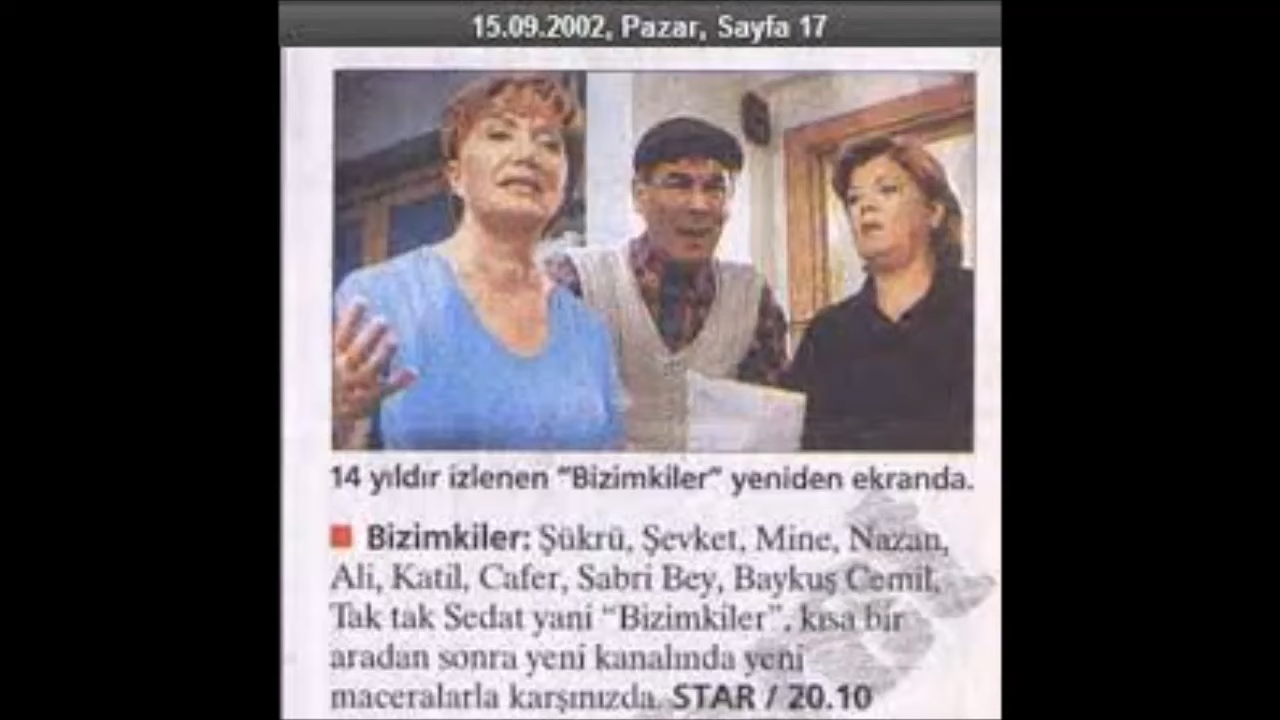 15.09.2002, Pazar, Sayfa 17
14 yıldır izlenen "Bizimkiler" yeniden ekranda.
Bizimkiler: Şükrü, Şevket, Mine, Nazan,
Ali, Katil, Cafer, Sabri Bey, Baykuş Cemil,
Tak tak Sedat yani "Bizimkiler", kısa bir
aradan sonra yeni kanalında yeni
maceralarla karşınızda. STAR / 20.10